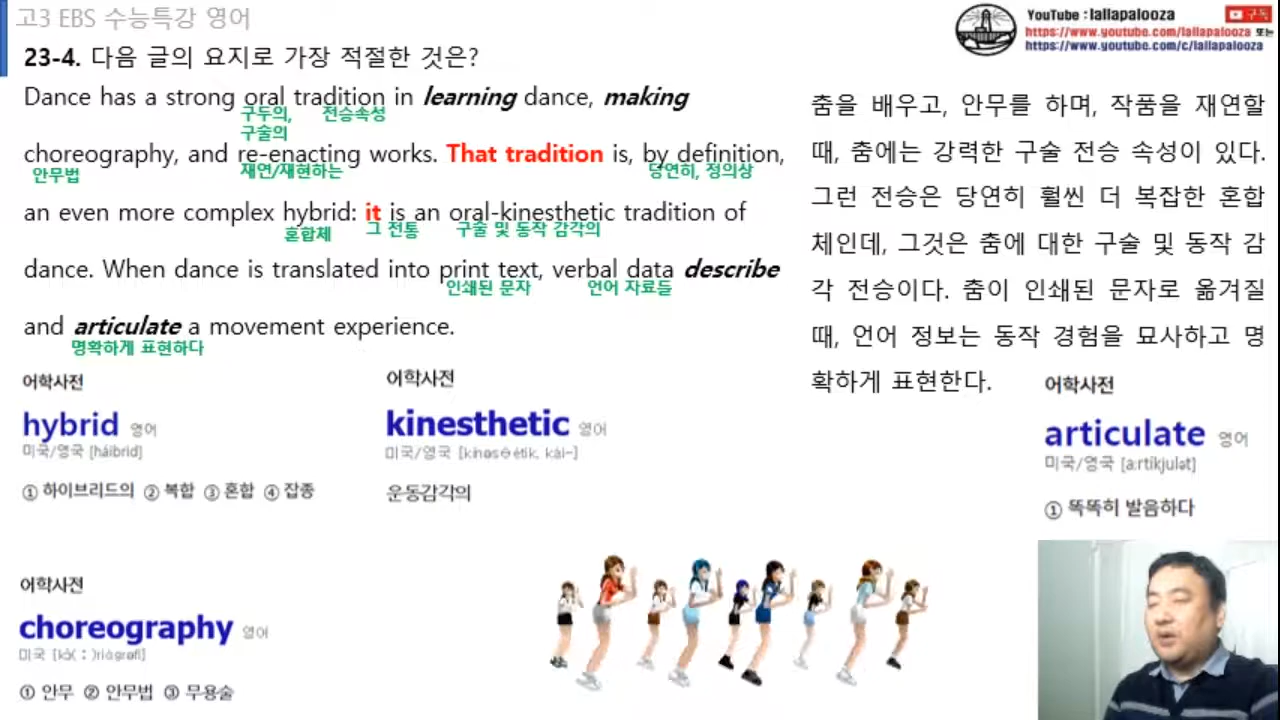 고3 EBS 수능특강 영어
YouTube : lallapalooza
구독
https://www.youtube.com/lallapalooza 또는
https://www.youtube.com/c/lallapalooza
23-4. 다음 글의 요지로 가장 적절한 것은?
Dance has a strong oral tradition in learning dance, making
구두의, 전승속성
구술의
choreography, and re-enacting works. That tradition is, by definition,
안무법 재연/재현하는 당연히, 정의상
an even more complex hybrid: it is an oral-kinesthetic tradition of
혼합체 그 전통 구술 및 동작 감각의
dance. When dance is translated into print text, verbal data describe
인쇄된 문자 언어 자료들
and articulate a movement experience.
명확하게 표현하다
춤을 배우고, 안무를 하며, 작품을 재연할
때, 춤에는 강력한 구술 전승 속성이 있다.
그런 전승은 당연히 훨씬 더 복잡한 혼합
체인데, 그것은 춤에 대한 구술 및 동작 감
각 전승이다. 춤이 인쇄된 문자로 옮겨질
때, 언어 정보는 동작 경험을 묘사하고 명
확하게 표현한다.
어학사전
hybrid 영어
미국/영국 [háibrid]
① 하이브리드의 ② 복합 ③ 혼합 ④ 잡종
어학사전
kinesthetic 영어
미국/영국 [kìnəsθétik, kài-]
운동감각의
어학사전
articulate 영어
미국/영국 [a:rtíkjulət]
① 똑똑히 발음하다
어학사전
choreography 영어
미국 [kɔ̀(ː)riágrəfi]
① 안무 ② 안무법 ③ 무용술